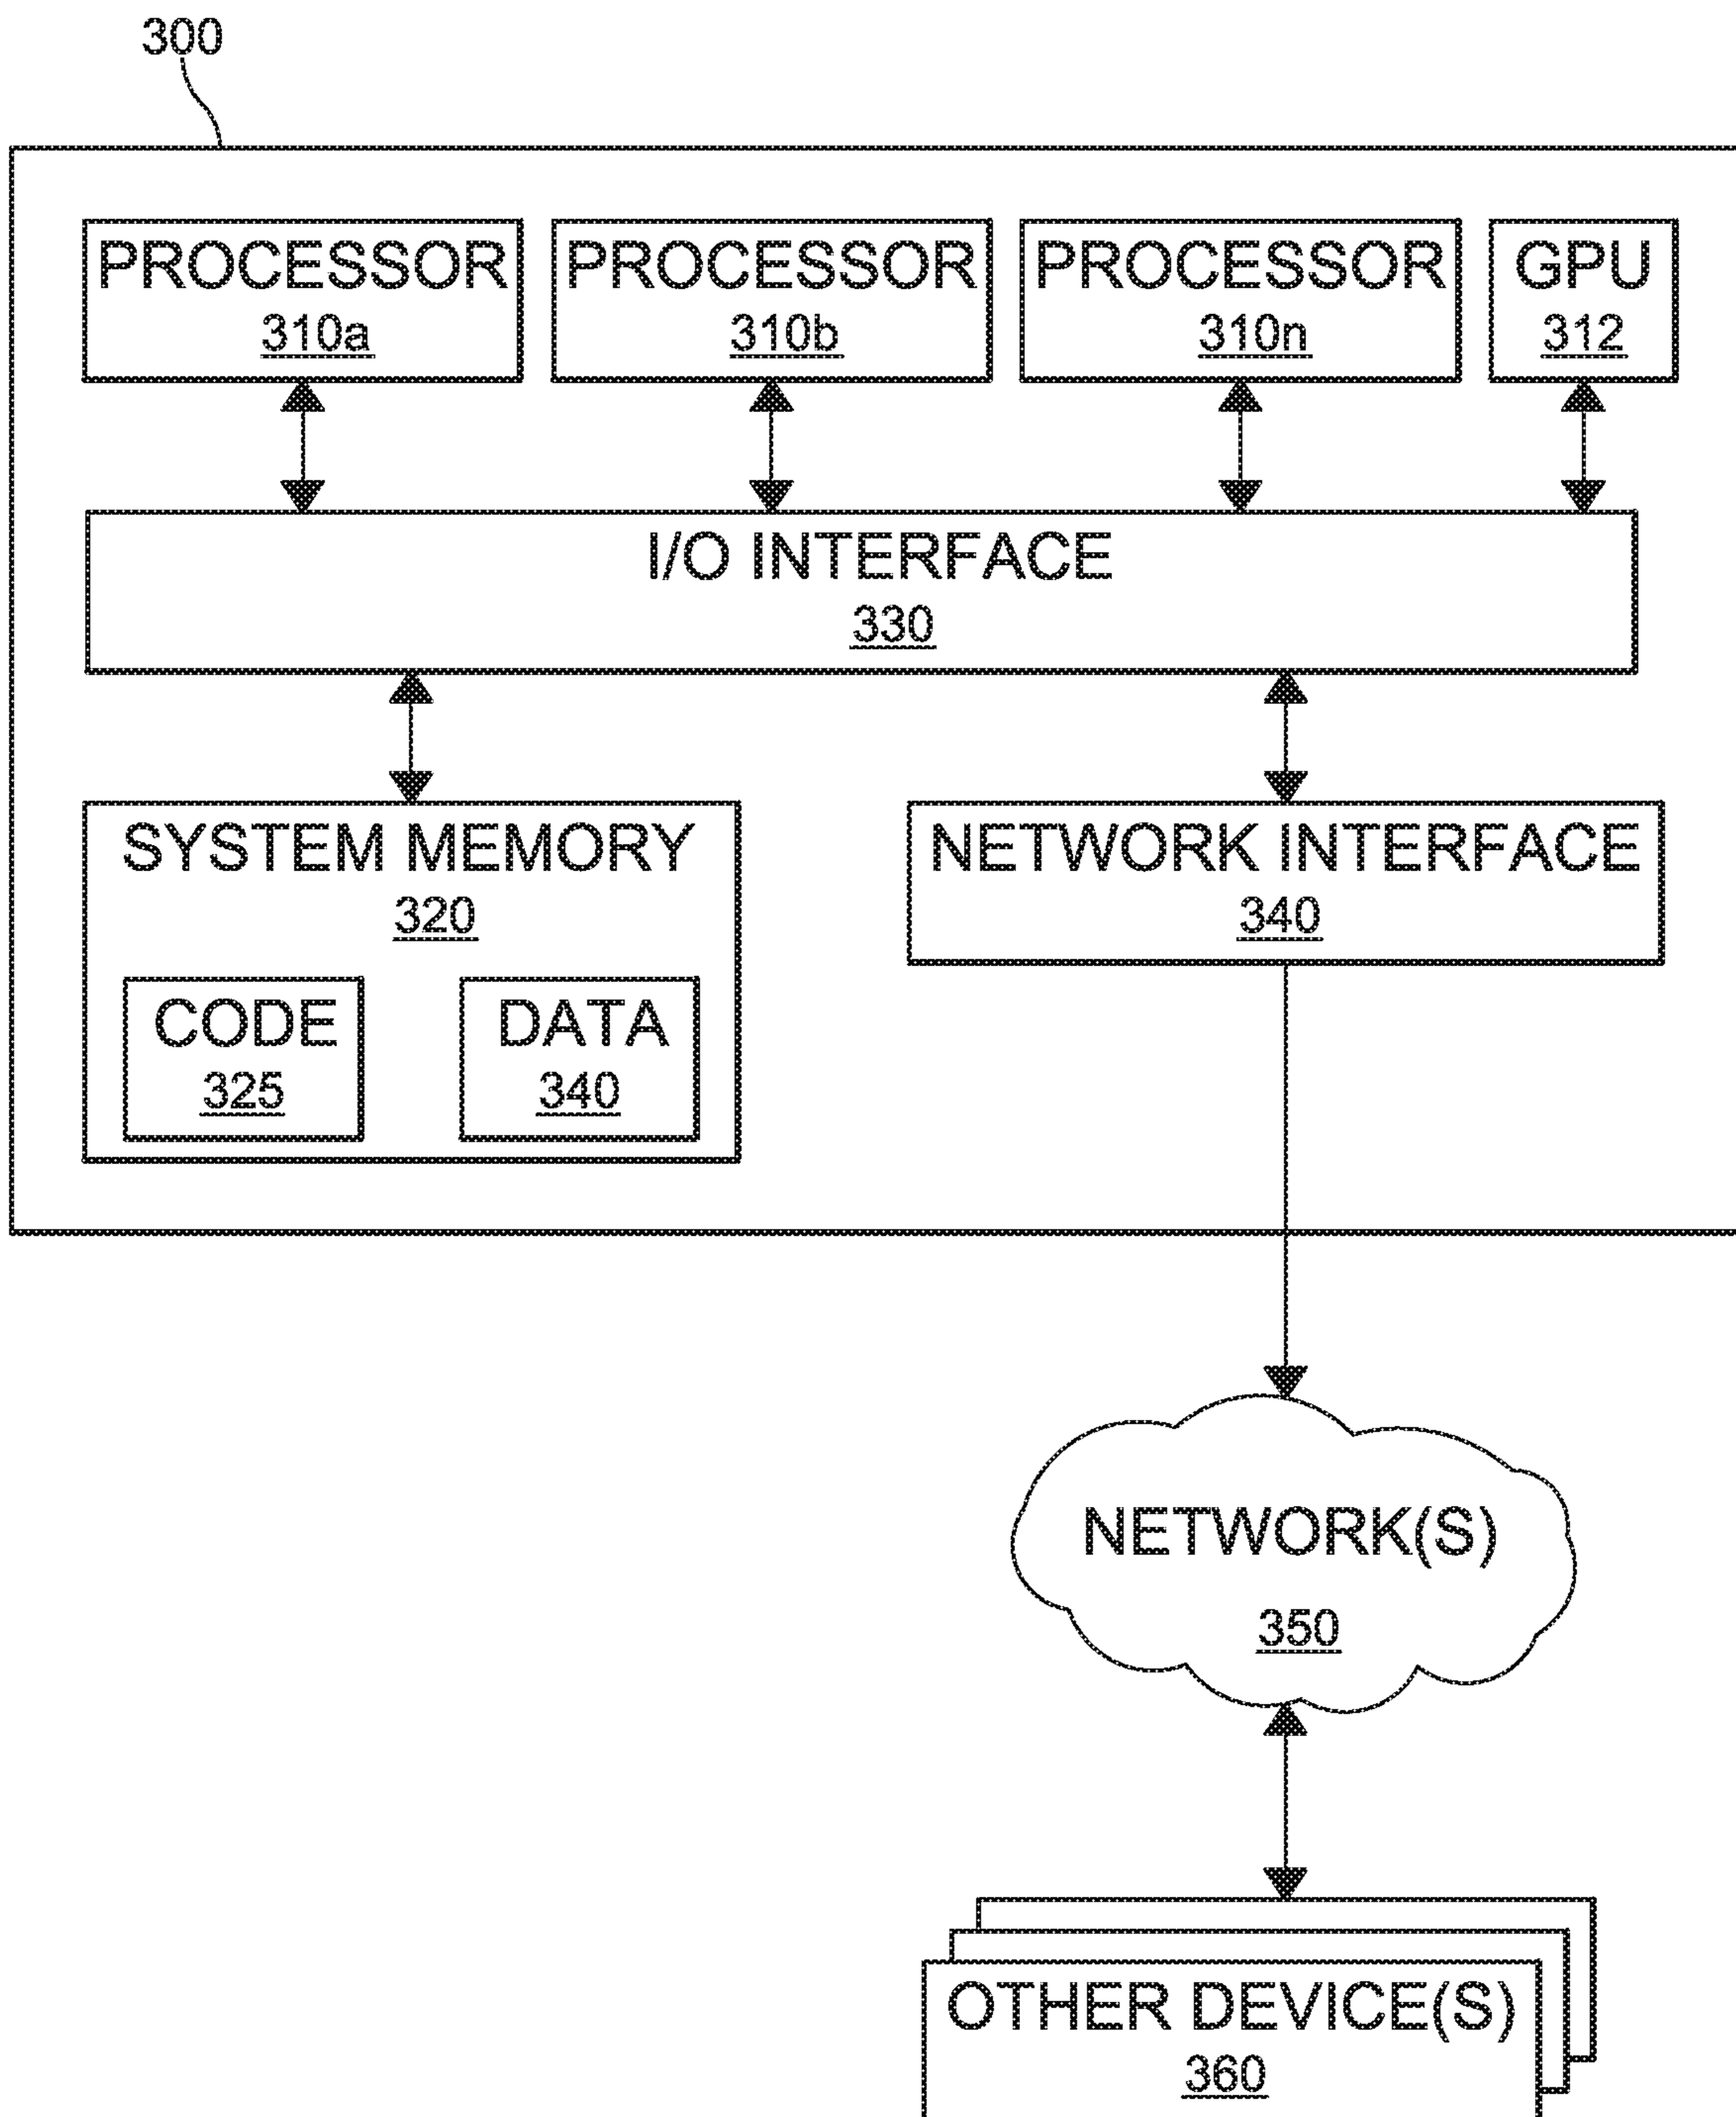 300
PROCESSOR
310a
PROCESSOR
310b
PROCESSOR
310n
GPU
312
I/O INTERFACE
330
SYSTEM MEMORY
320
CODE
325
DATA
340
NETWORK INTERFACE
340
NETWORK(S)
350
OTHER DEVICE(S)
360